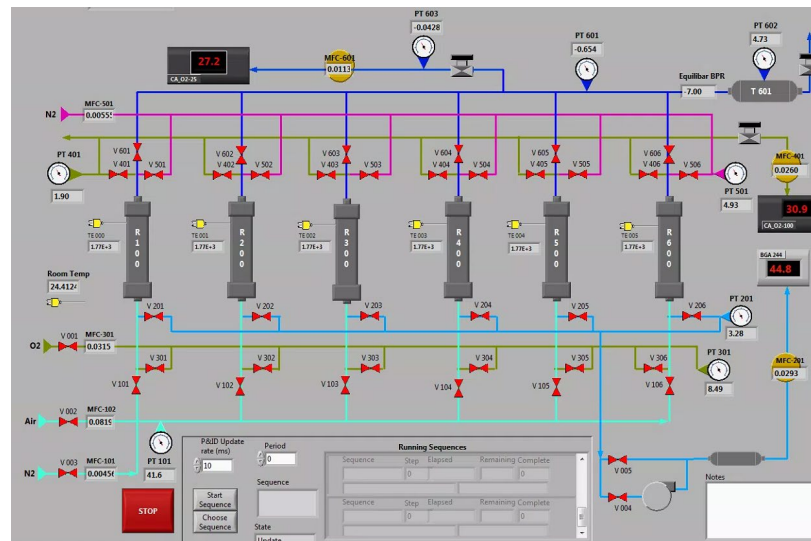 PT 603
-0.0428
PT 601
-0.654
PT 602
4.73
27.2
CA_O2-25
MFC-601
0.0113
Equilibar BPR
-7.00
T 601
N2
MFC-501
0.00555
V 601
V 602
V 603
V 604
V 606
PT 401
1.90
V 401
V 501
V 402
V 502
V 403
V 503
V 404
V 504
V 405
V 505
V 406
V 506
MFC-401
0.0260
PT 501
4.93
30.9
CA_O2-100
R100
R200
R300
R400
R500
R600
TE 000
1.77E+3
TE 001
1.77E+3
TE 002
1.77E+3
TE 003
1.77E+3
TE 004
1.77E+3
TE 005
1.77E+3
BGA 244
44.8
Room Temp
24.4124
V 201
V 202
V 203
V 204
V 205
V 206
PT 201
3.28
O2
V 001
MFC-301
0.0315
V 301
V 302
V 303
V 304
V 305
V 306
PT 301
8.49
MFC-201
0.0293
V 101
V 102
V 103
V 104
V 105
V 106
Air
V 002
MFC-102
0.0819
N2
V 003
MFC-101
0.00456
PT 101
41.6
STOP
P&ID Update
rate (ms)
10
Period
0
Start
Sequence
Choose
Sequence
Sequence
State
Update
Running Sequences
Sequence Step Elapsed Remaining Complete
0 0
Sequence Step Elapsed Remaining Complete
0 0
V 005
V 004
Notes